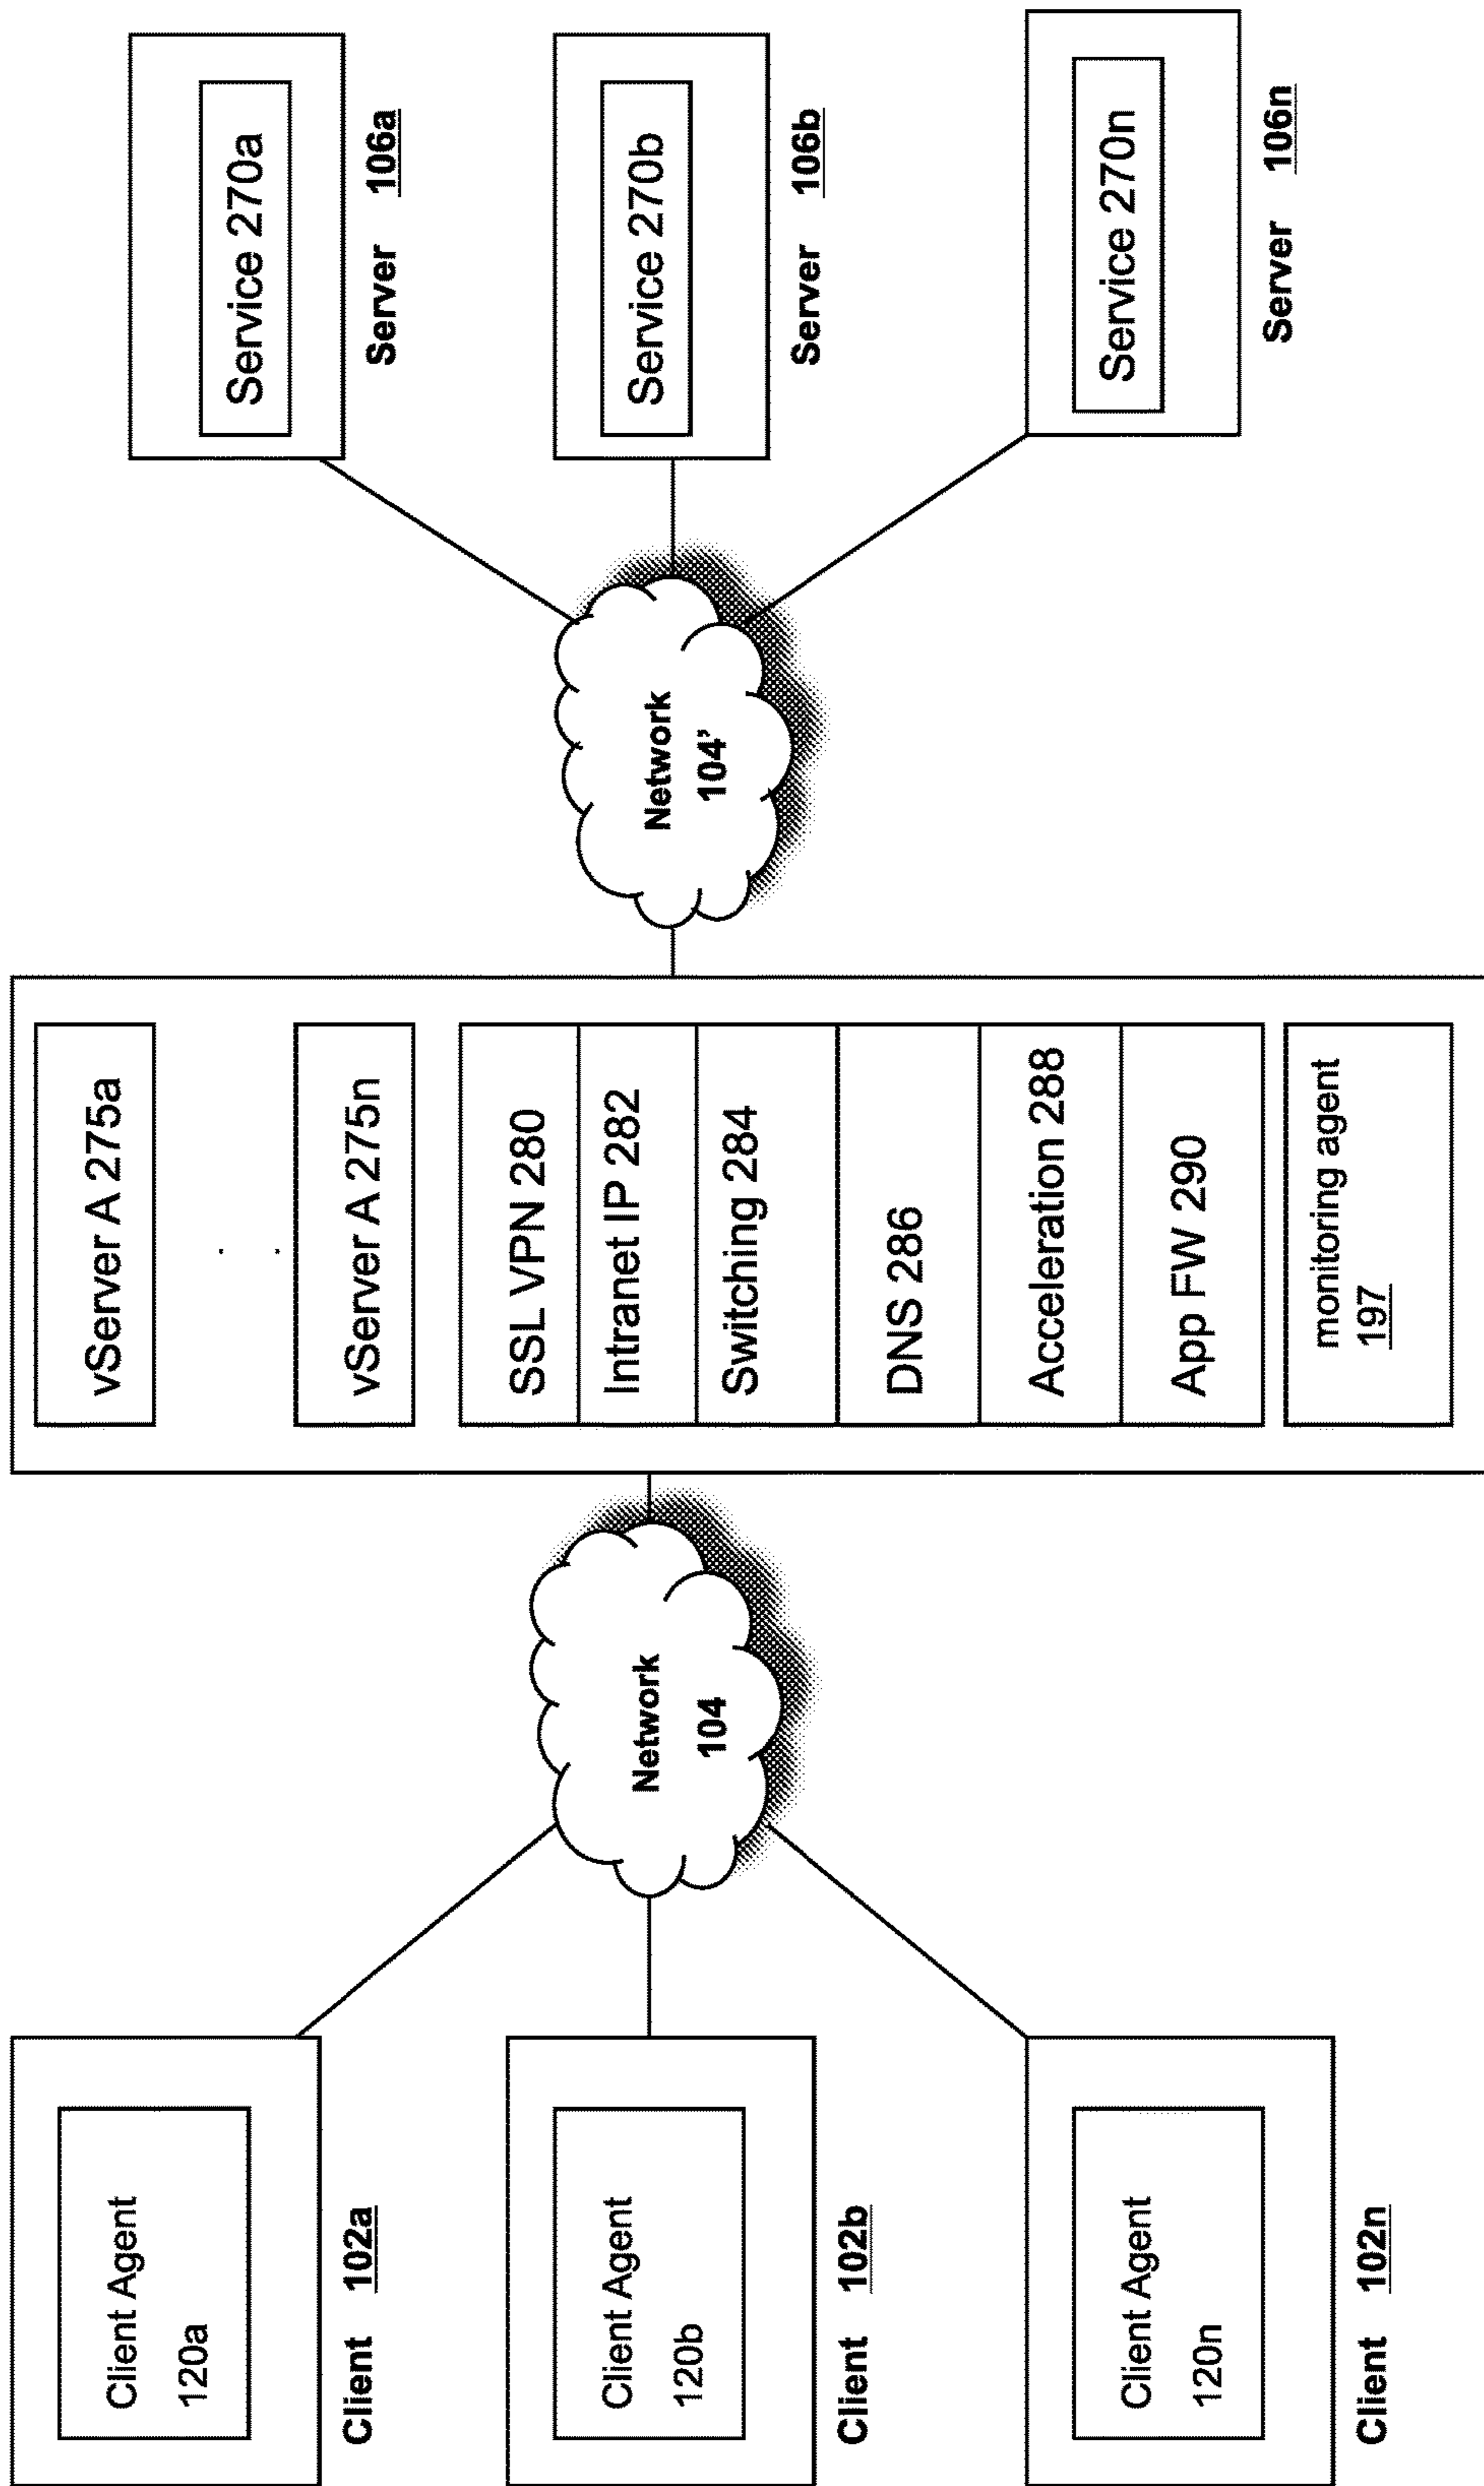 Client Agent
120a
Client 102a
Client Agent
120b
Client 102b
Client Agent
120n
Client 102n
Network
104
vServer A 275a
vServer A 275n
SSL VPN 280
Intranet IP 282
Switching 284
DNS 286
Acceleration 288
App FW 290
monitoring agent
197
Network
104'
Service 270a
Server 106a
Service 270b
Server 106b
Service 270n
Server 106n